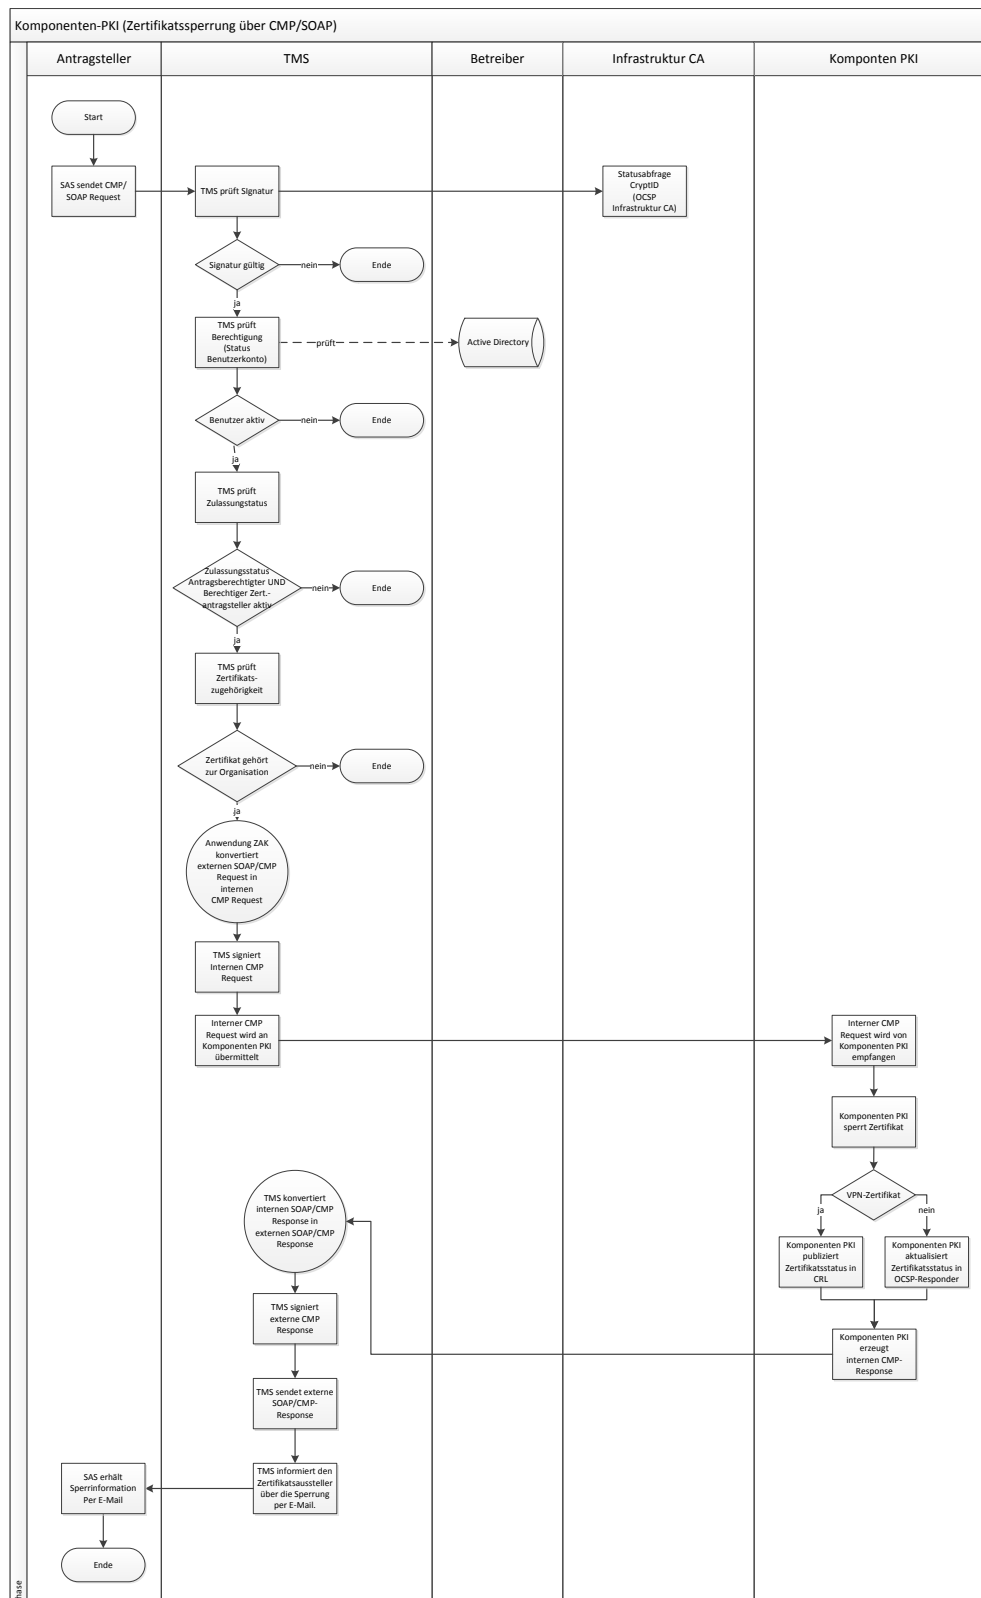 Komponenten-PKI (Zertifikatssperrung über CMP/SOAP)
Antragsteller
TMS
Betreiber
Infrastruktur CA
Komponten PKI
Start
SAS sendet CMP/
SOAP Request
TMS prüft SIgnatur
Statusabfrage
CryptID
(OCSP
Infrastruktur CA)
Signatur gültig
nein
Ende
ja
TMS prüft
Berechtigung
(Status
Benutzerkonto)
prüft
Active Directory
Benutzer aktiv
nein
Ende
ja
TMS prüft
Zulassungstatus
Zulassungsstatus
Antragsberechtigter UND
Berechtiger Zert.-
antragsteller aktiv
nein
Ende
ja
TMS prüft
Zertifikats-
zugehörigkeit
Zertifikat gehört
zur Organisation
nein
Ende
ja
Anwendung ZAK
konvertiert
externen SOAP/CMP
Request in
internen
CMP Request
TMS signiert
Internen CMP
Request
Interner CMP
Request wird an
Komponenten PKI
übermittelt
Interner CMP
Request wird von
Komponenten PKI
empfangen
Komponenten PKI
sperrt Zertifikat
VPN-Zertifikat
ja
nein
Komponenten PKI
publiziert
Zertifikatsstatus in
CRL
Komponenten PKI
aktualisiert
Zertifikatsstatus in
OCSP-Responder
Komponenten PKI
erzeugt
internen CMP-
Response
TMS konvertiert
internen SOAP/CMP
Response in
externen SOAP/CMP
Response
TMS signiert
externe CMP
Response
TMS sendet externe
SOAP/CMP-
Response
TMS informiert den
Zertifikatsaussteller
über die Sperrung
per E-Mail.
SAS erhält
Sperrinformation
Per E-Mail
Ende
hase